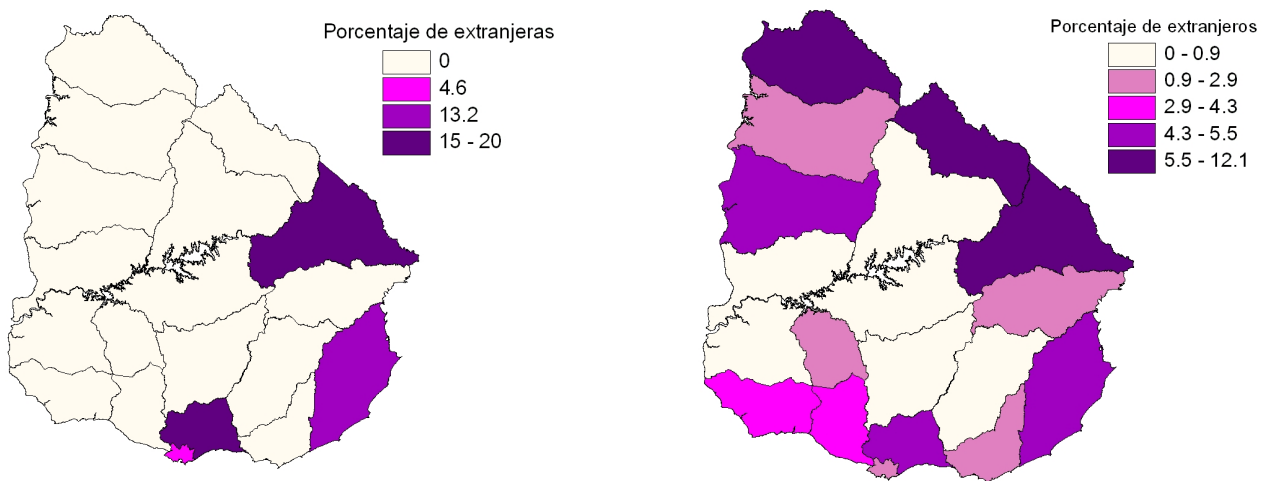 Porcentaje de extranjeras
0
4.6
13.2
15 - 20
Porcentaje de extranjeros
0 - 0.9
0.9 - 2.9
2.9 - 4.3
4.3 - 5.5
5.5 - 12.1